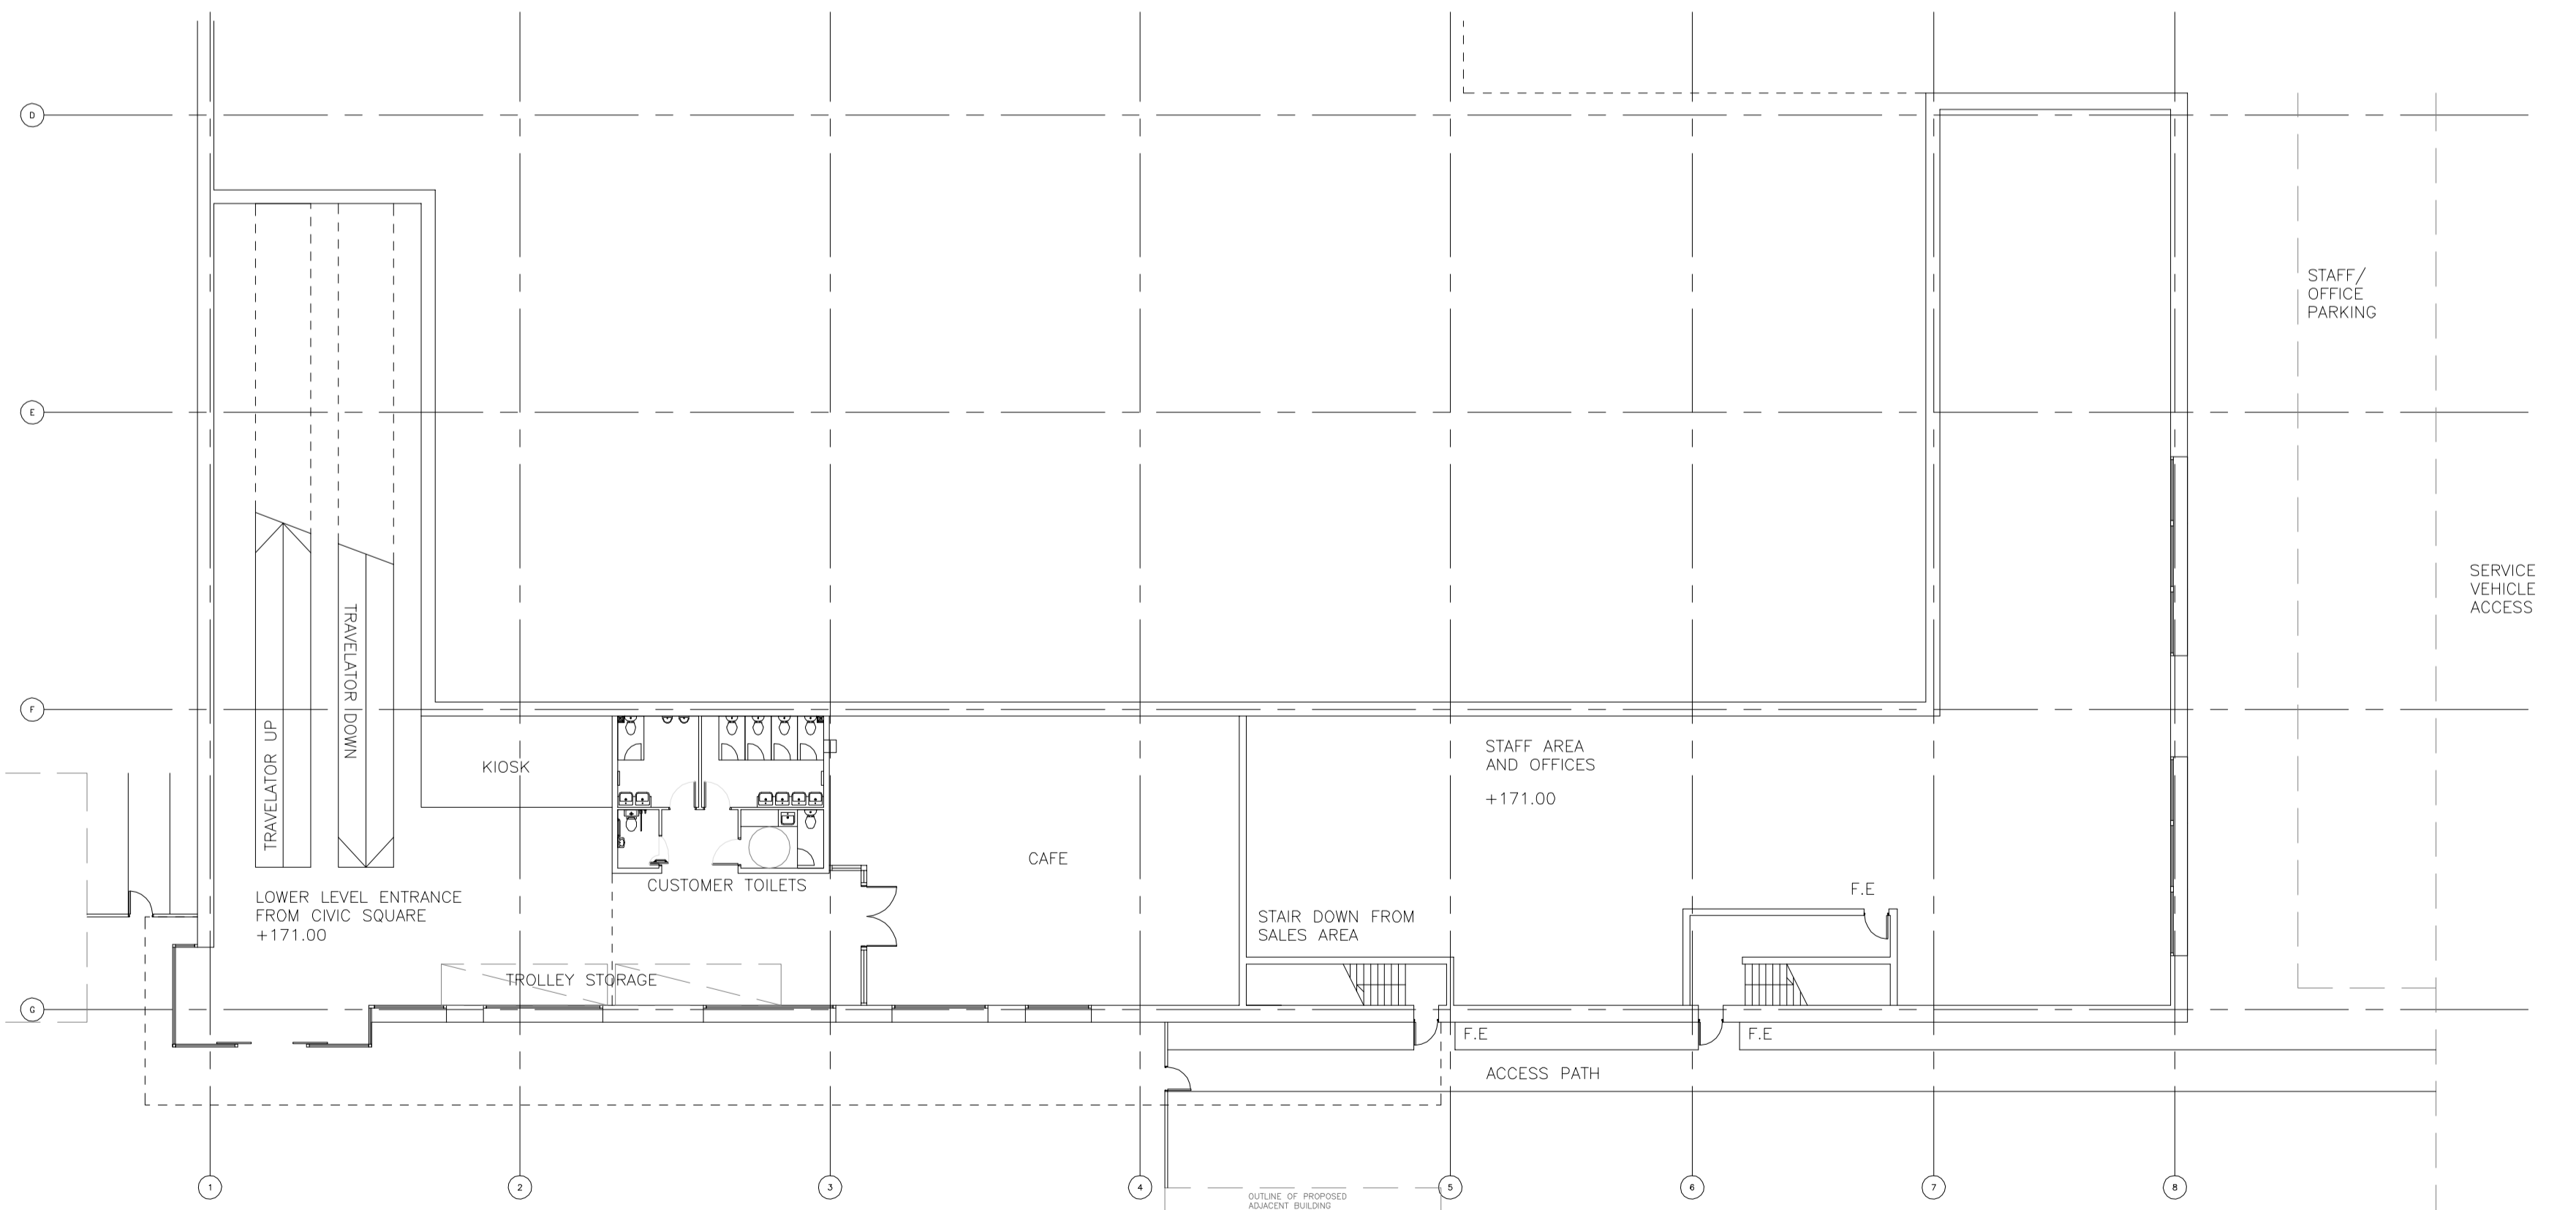 D
E
STAFF/
OFFICE
PARKING
SERVICE
VEHICLE
ACCESS
TRAVELATOR DOWN
TRAVELATOR UP
F
KIOSK
STAFF AREA
AND OFFICES
+171.00
CAFE
CUSTOMER TOILETS
LOWER LEVEL ENTRANCE
FROM CIVIC SQUARE
+171.00
F.E
STAIR DOWN FROM
SALES AREA
TROLLEY STORAGE
G
F.E
F.E
ACCESS PATH
1
2
3
4
5
6
7
8
OUTLINE OF PROPOSED
ADJACENT BUILDING